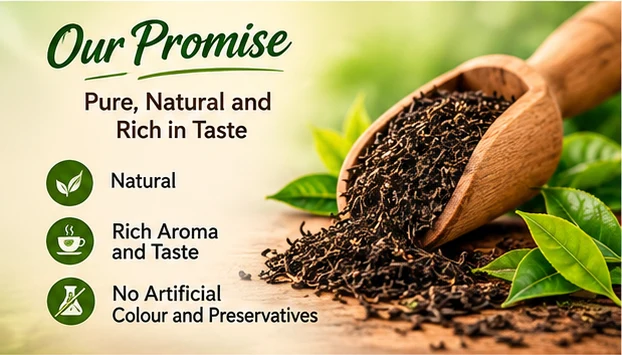 Our Promise
Pure, Natural and
Rich in Taste
Natural
Rich Aroma
and Taste
No Artificial
Colour and Preservatives